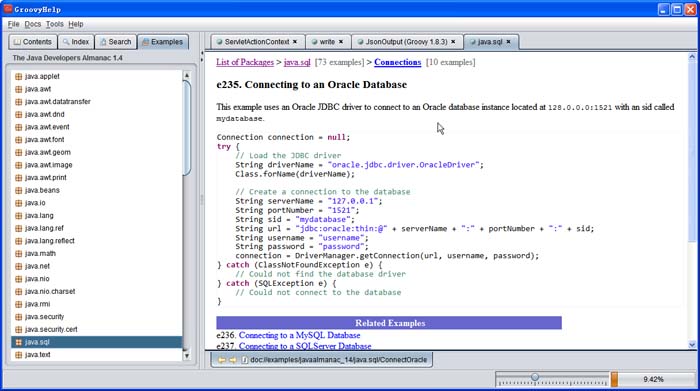 GroovyHelp
File Docs Tools Help
Contents Index Search Examples
ServletActionContext write JsonOutput (Groovy 1.8.3) java.sql
The Java Developers Almanac 1.4
java.applet
java.awt
java.awt.datatransfer
java.awt.dnd
java.awt.event
java.awt.font
java.awt.geom
java.awt.image
java.awt.print
java.beans
java.io
java.lang
java.lang.ref
java.lang.reflect
java.math
java.net
java.nio
java.nio.charset
java.rmi
java.security
java.security.cert
java.sql
java.text
List of Packages > java.sql [73 examples] > Connections [10 examples]
e235. Connecting to an Oracle Database
This example uses an Oracle JDBC driver to connect to an Oracle database instance located at 128.0.0.0:1521 with an sid called
mydatabase.
Connection connection = null;
try {
// Load the JDBC driver
String driverName = "oracle.jdbc.driver.OracleDriver";
Class.forName(driverName);
// Create a connection to the database
String serverName = "127.0.0.1";
String portNumber = "1521";
String sid = "mydatabase";
String url = "jdbc:oracle:thin:@" + serverName + ":" + portNumber + ":" + sid;
String username = "username";
String password = "password";
connection = DriverManager.getConnection(url, username, password);
} catch (ClassNotFoundException e) {
// Could not find the database driver
} catch (SQLException e) {
// Could not connect to the database
}
Related Examples
e236. Connecting to a MySQL Database
e237. Connecting to a SQLServer Database
doc://examples/javaalmanac_14/java.sql/ConnectOracle
9.42%